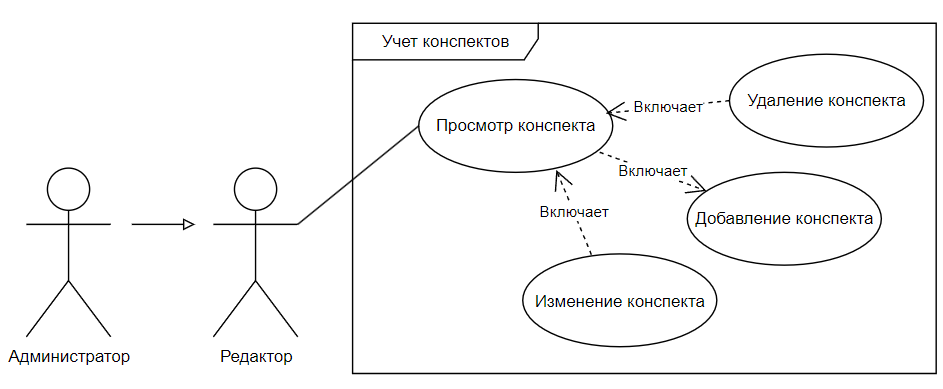 Учет конспектов
Просмотр конспекта
Включает
Удаление конспекта
Включает
Добавление конспекта
Включает
Изменение конспекта
Администратор
Редактор